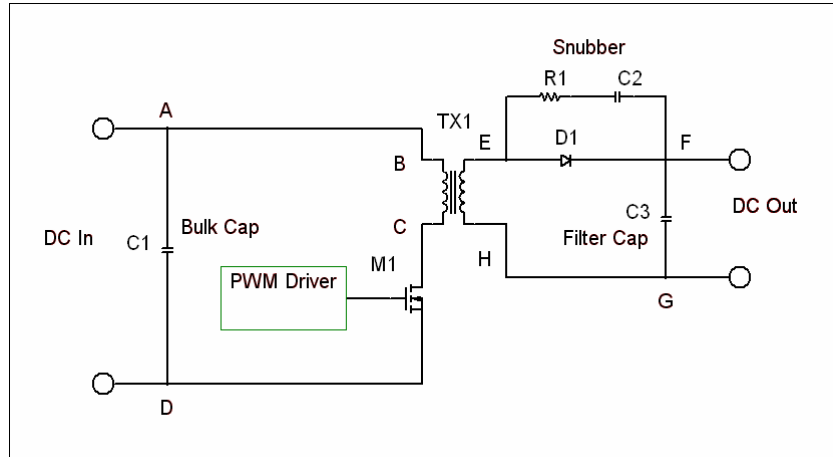 Snubber
R1
C2
A
TX1
E
D1
F
B
DC In
C1
Bulk Cap
C
C3
DC Out
Filter Cap
H
M1
PWM Driver
G
D